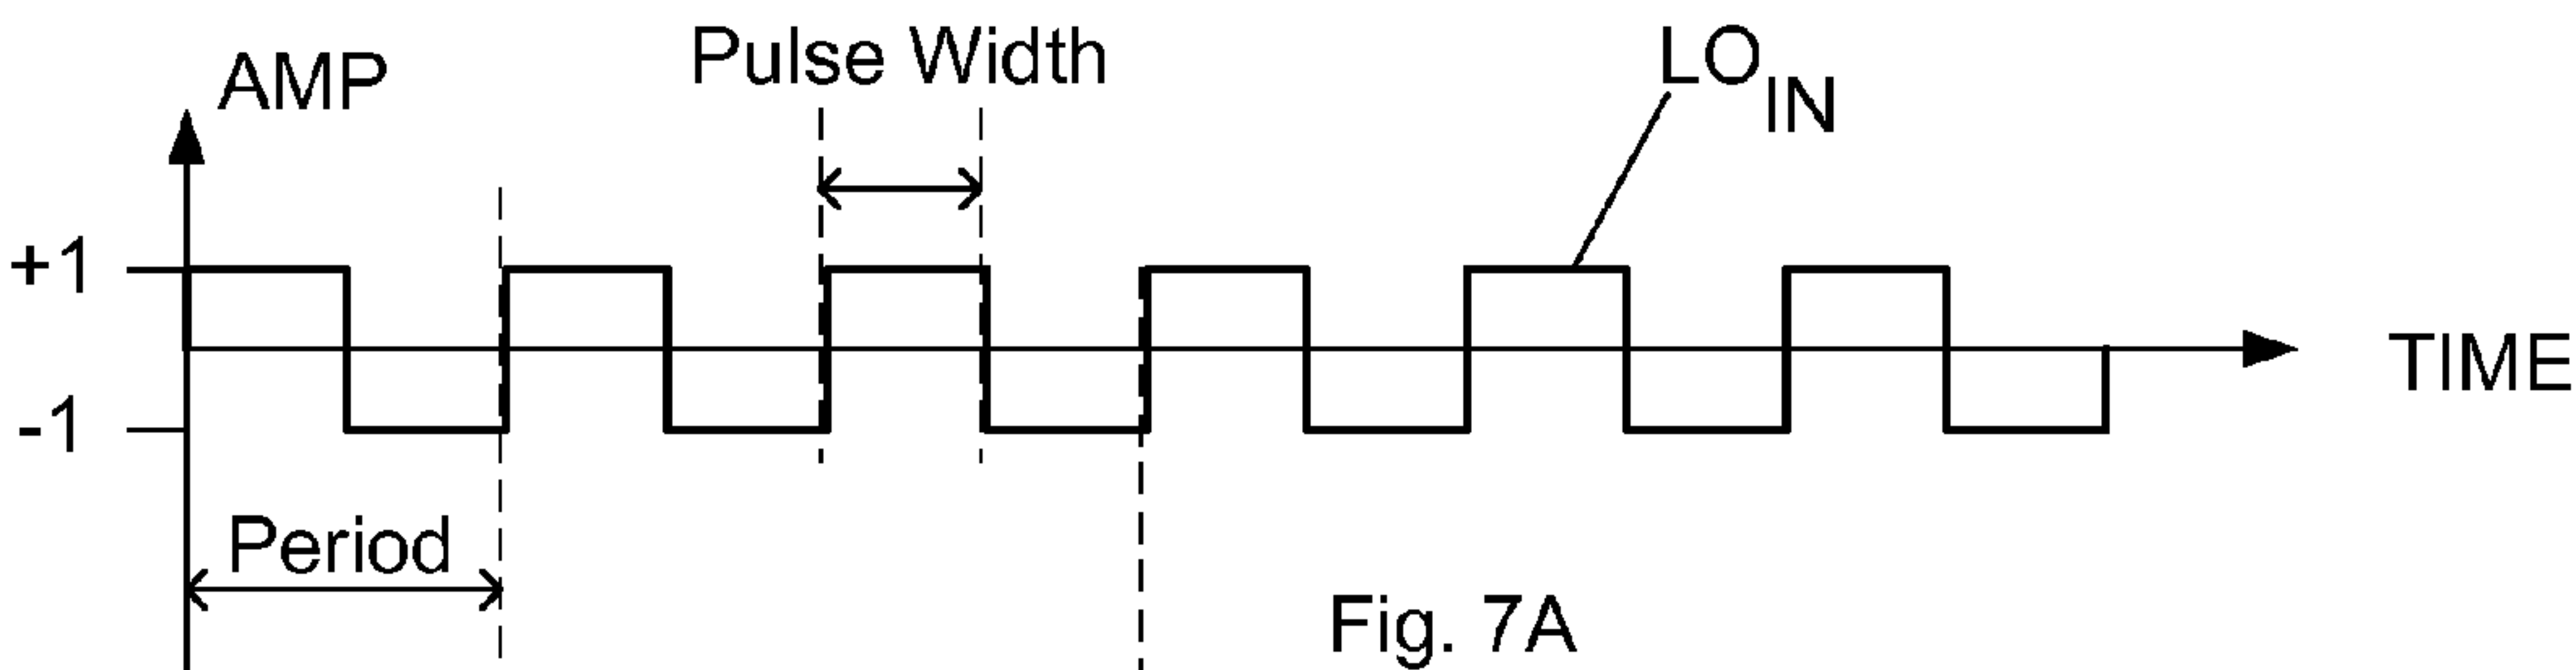 Pulse Width
LOIN
AMP
+1
TIME
-1
Period
Fig. 7A